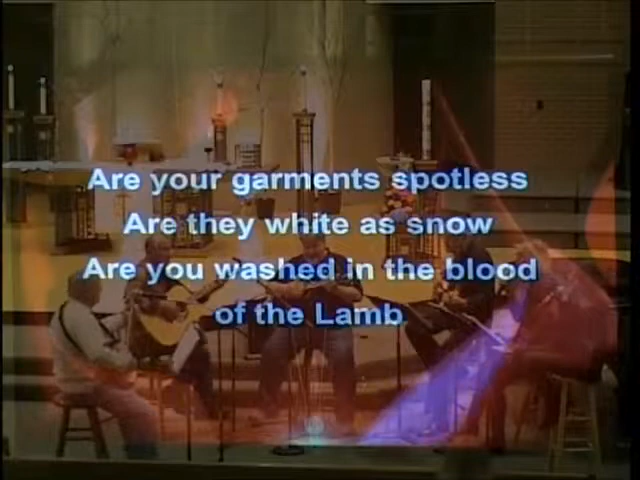 Are your garments spotless
Are they white as snow
Are you washed in the blood
of the Lamb